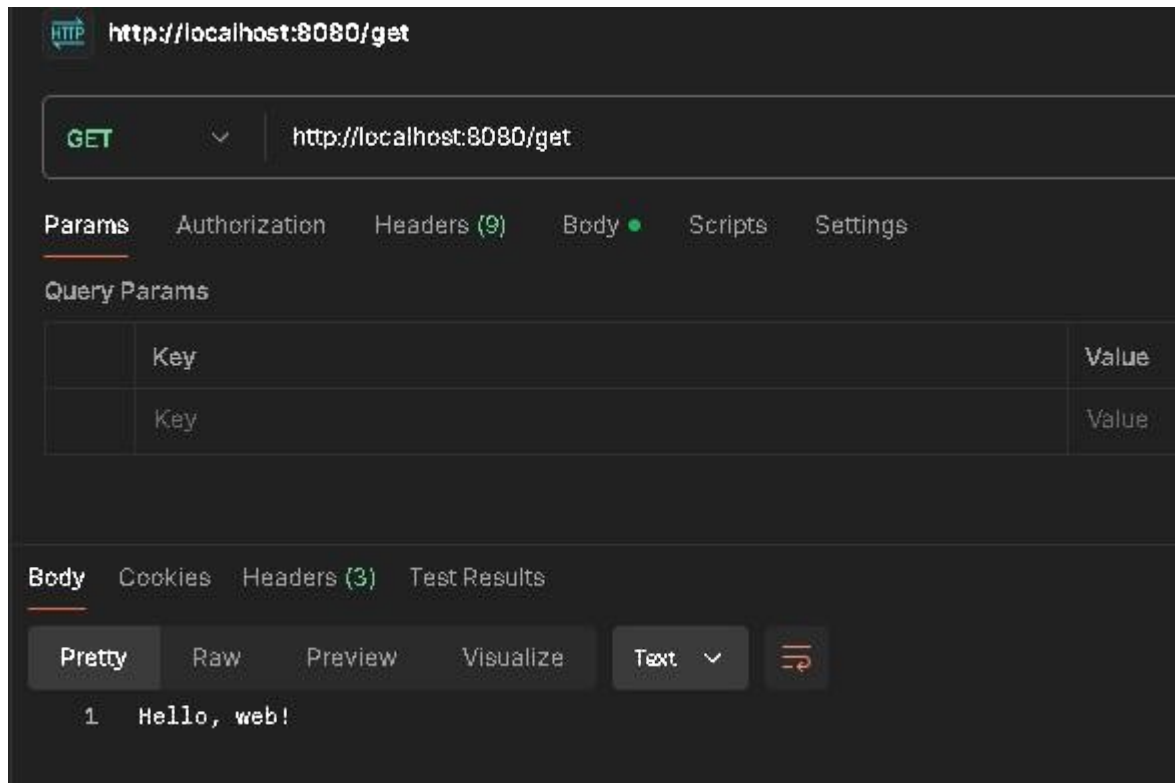 HTTP http://localhost:8080/get
GET http://localhost:8080/get
Params Authorization Headers (9) Body Scripts Settings
Query Params
Key Value
Key Value
Body Cookies Headers (3) Test Results
Pretty Raw Preview Visualize Text
1 Hello, web!